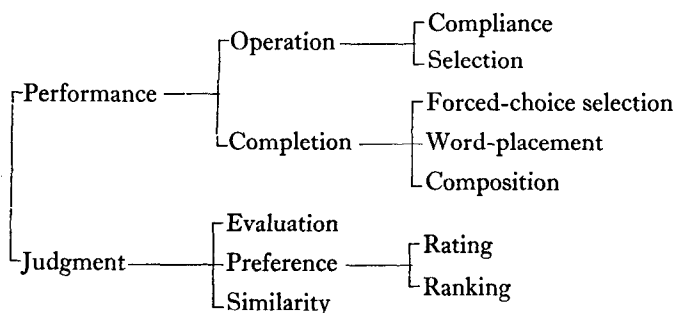 Performance
Operation
Compliance
Selection
Completion
Forced-choice selection
Word-placement
Composition
Judgment
Evaluation
Preference
Rating
Ranking
Similarity